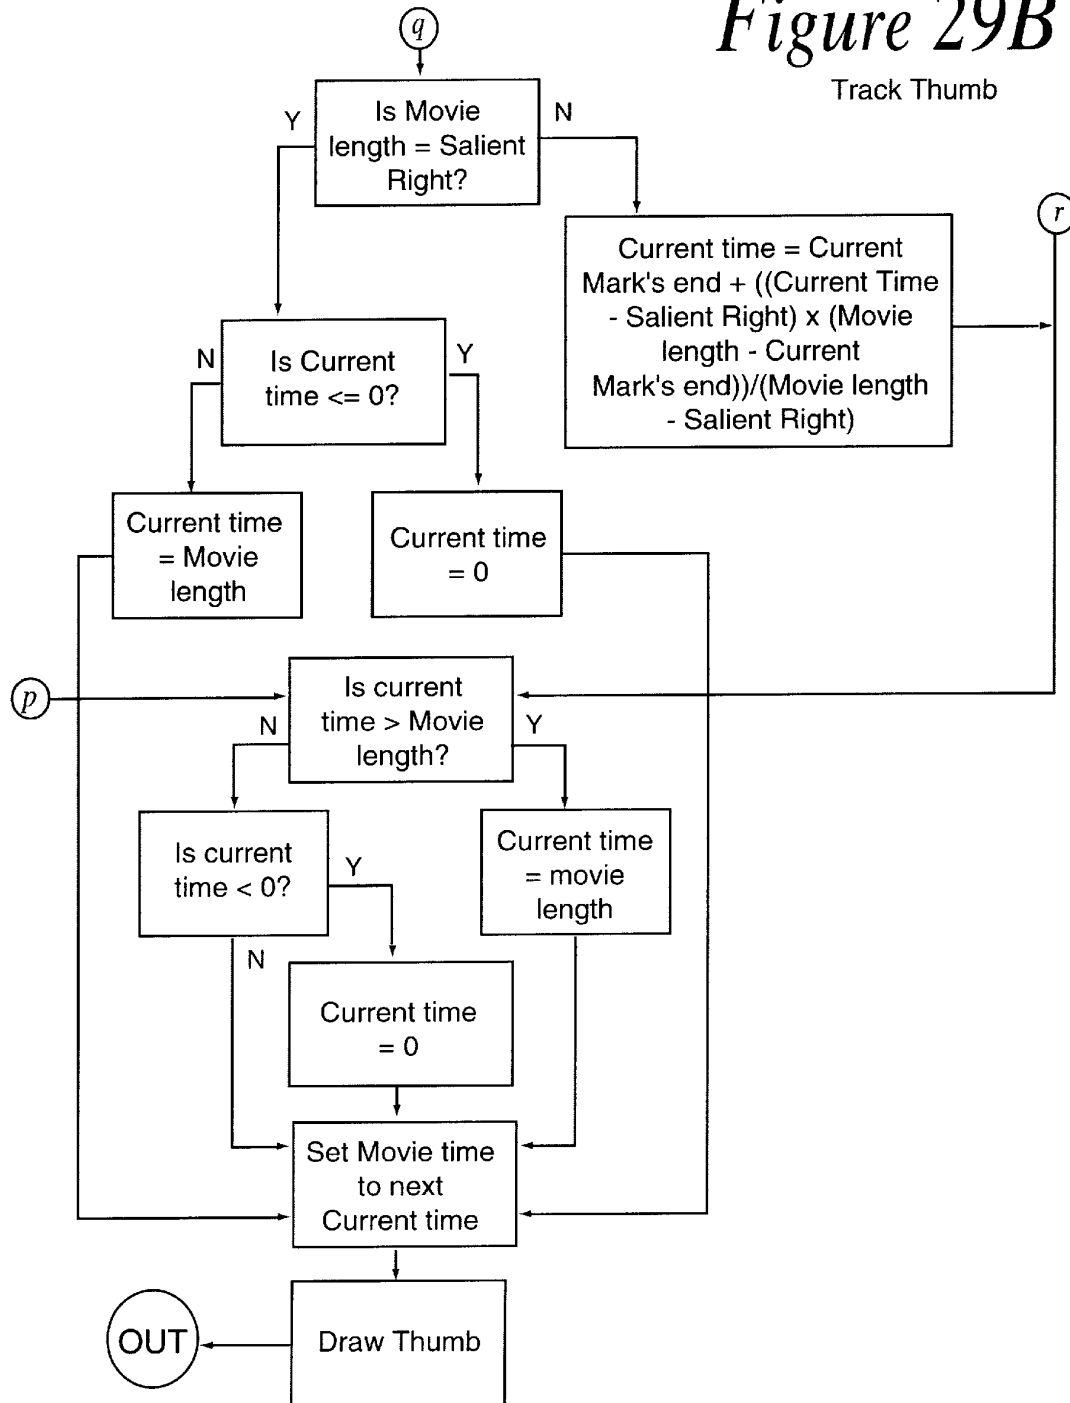 Figure 29B
Track Thumb
q
Is Movie
length = Salient
Right?
Y
N
r
Current time = Current
Mark's end + ((Current Time
- Salient Right) x (Movie
length - Current
Mark's end))/(Movie length
- Salient Right)
Is Current
time <= 0?
N
Y
Current time
= Movie
length
Current time
= 0
p
Is current
time > Movie
length?
N
Y
Is current
time < 0?
Y
N
Current time
= movie
length
Current time
= 0
Set Movie time
to next
Current time
Draw Thumb
OUT